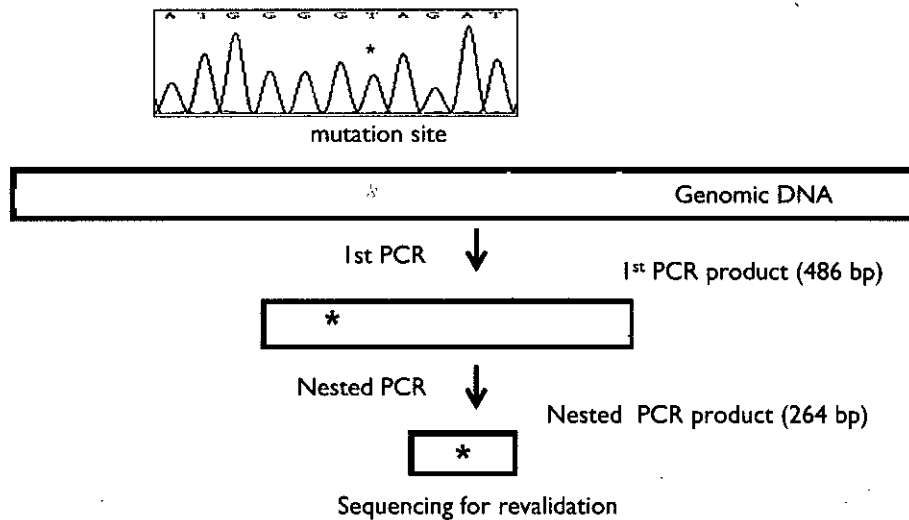 A T G G G G T A G A T
*
mutation site
*
Genomic DNA
1st PCR
1st PCR product (486 bp)
*
Nested PCR
Nested PCR product (264 bp)
*
Sequencing for revalidation